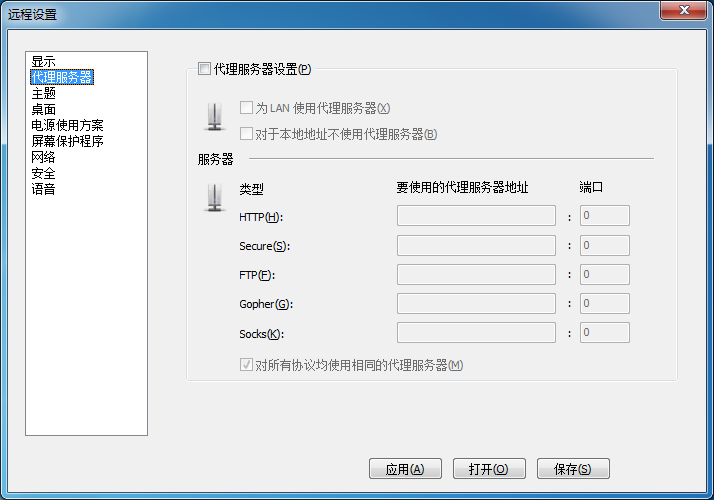 远程设置
显示
代理服务器
主题
桌面
电源使用方案
屏幕保护程序
网络
安全
语音
代理服务器设置(P)
为 LAN 使用代理服务器(X)
对于本地地址不使用代理服务器(B)
服务器
类型 要使用的代理服务器地址 端口
HTTP(H): : 0
Secure(S): : 0
FTP(F): : 0
Gopher(G): : 0
Socks(K): : 0
对所有协议均使用相同的代理服务器(M)
应用(A) 打开(O) 保存(S)